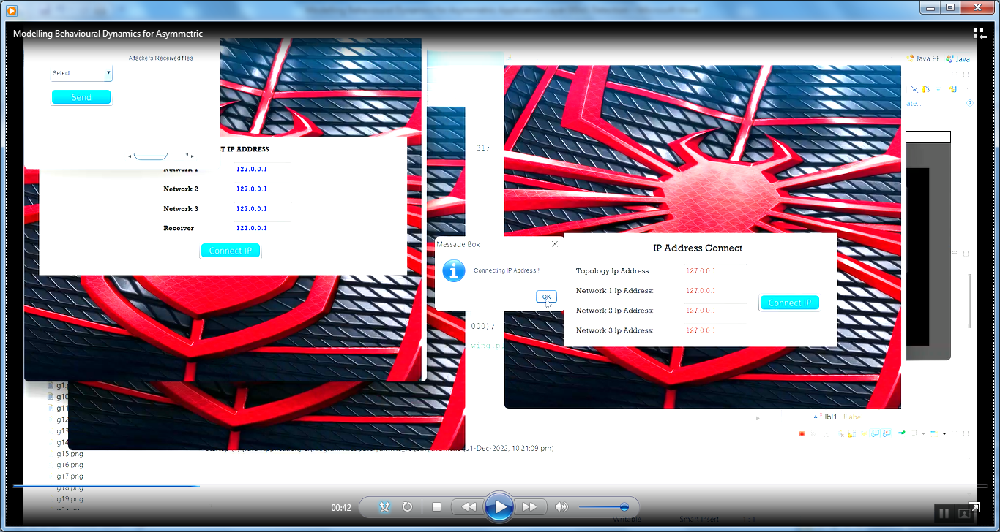 Modelling Behavioural Dynamics for Asymmetric
Attackers Received files
Select
Send
Java EE
Java
T IP ADDRESS
Network 1 127.0.0.1
Network 2 127.0.0.1
Network 3 127.0.0.1
Receiver 127.0.0.1
Connect IP
31;
Message Box
Connecting IP Address!!
OK
IP Address Connect
Topology Ip Address: 127.0.0.1
Network 1 Ip Address: 127.0.0.1
Network 2 Ip Address: 127.0.0.1
Network 3 Ip Address: 127.0.0.1
Connect IP
000);
g10
g11
g12
g13
g14
g15.png
g16.png
g17.png
g18.png
g19.png
lbl1 : JLabel
1-Dec-2022, 10:21:09 pm)
00:42
Writable
Smart Insert
1 : 1